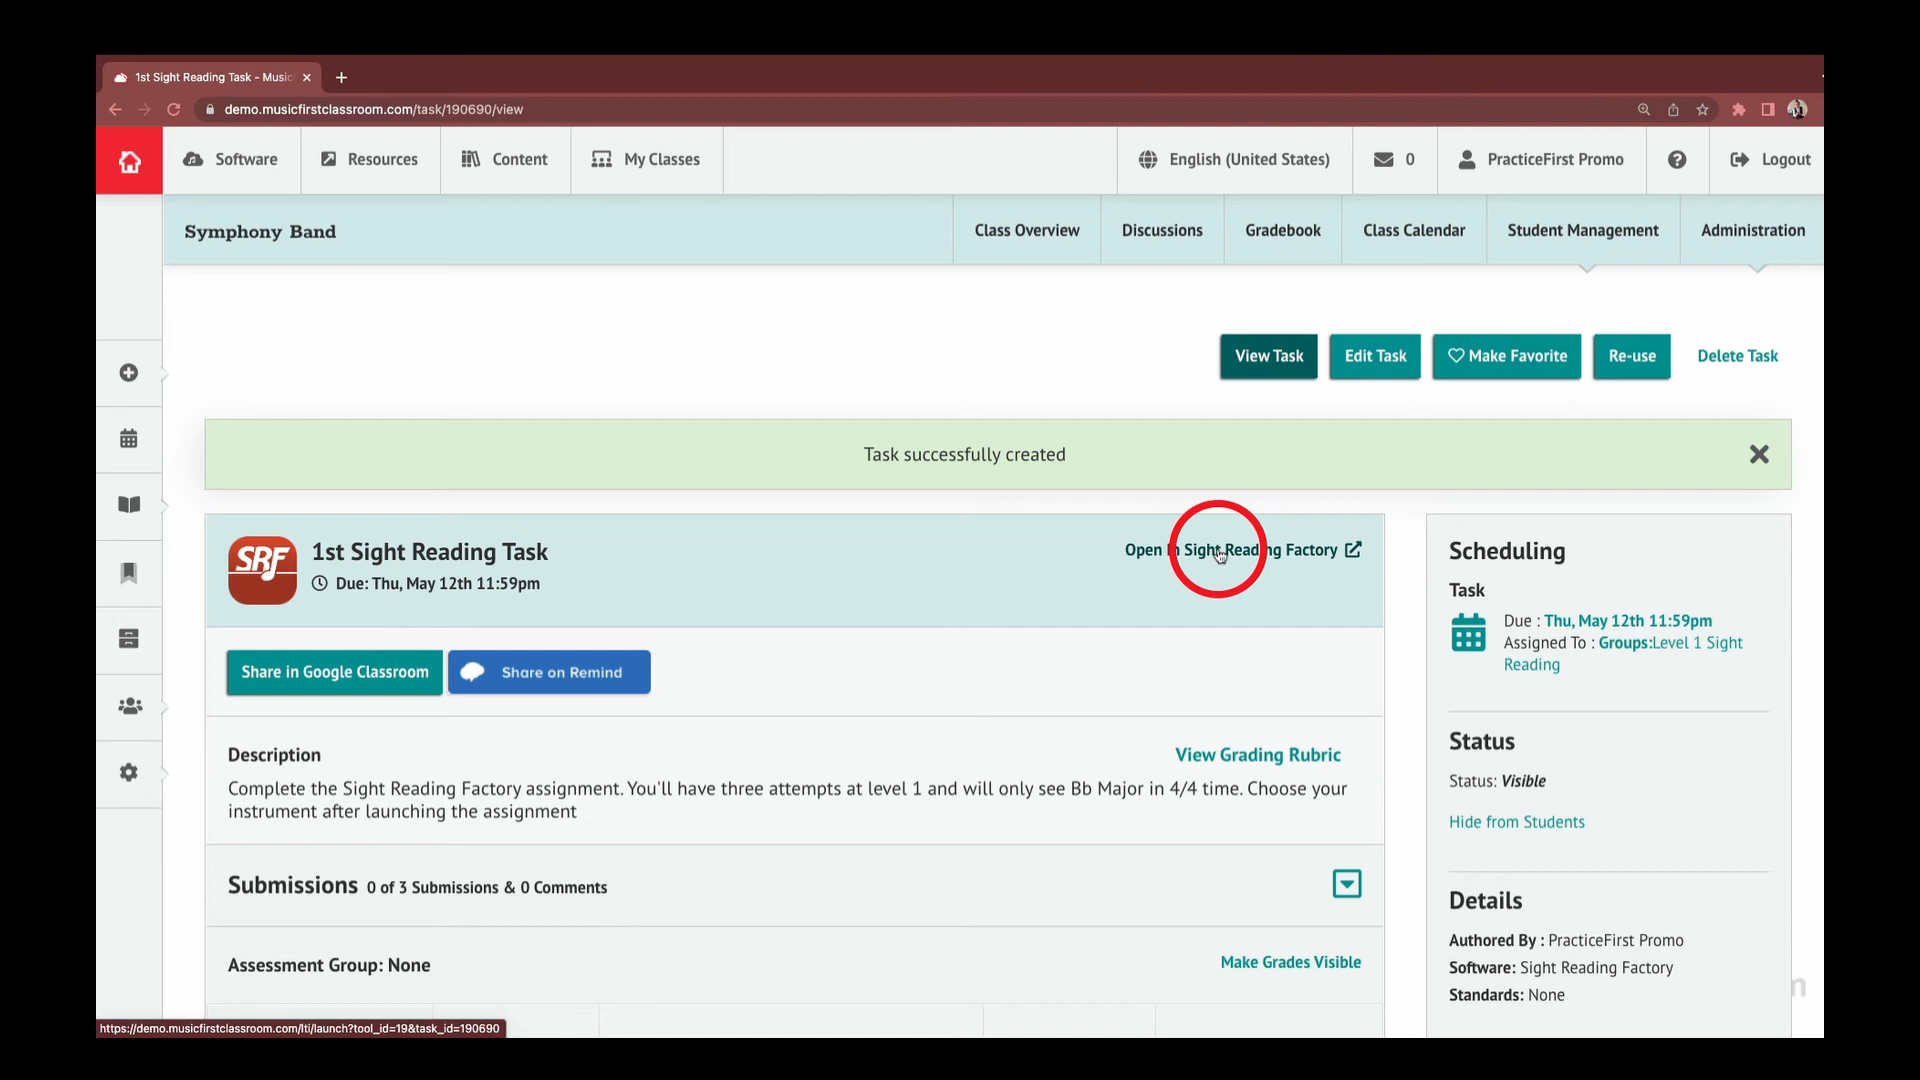 1st Sight Reading Task - Music
demo.musicfirstclassroom.com/task/190690/view
Software
Resources
Content
My Classes
English (United States)
0
PracticeFirst Promo
Logout
Symphony Band
Class Overview
Discussions
Gradebook
Class Calendar
Student Management
Administration
View Task
Edit Task
Make Favorite
Re-use
Delete Task
Task successfully created
SRF
1st Sight Reading Task
Due: Thu, May 12th 11:59pm
Open In Sight Reading Factory
Share in Google Classroom
Share on Remind
Description
View Grading Rubric
Complete the Sight Reading Factory assignment. You'll have three attempts at level 1 and will only see Bb Major in 4/4 time. Choose your
instrument after launching the assignment
Submissions 0 of 3 Submissions & 0 Comments
Assessment Group: None
Make Grades Visible
Scheduling
Task
Due : Thu, May 12th 11:59pm
Assigned To : Groups:Level 1 Sight
Reading
Status
Status: Visible
Hide from Students
Details
Authored By : PracticeFirst Promo
Software: Sight Reading Factory
Standards: None
https://demo.musicfirstclassroom.com/lti/launch?tool_id=19&task_id=190690